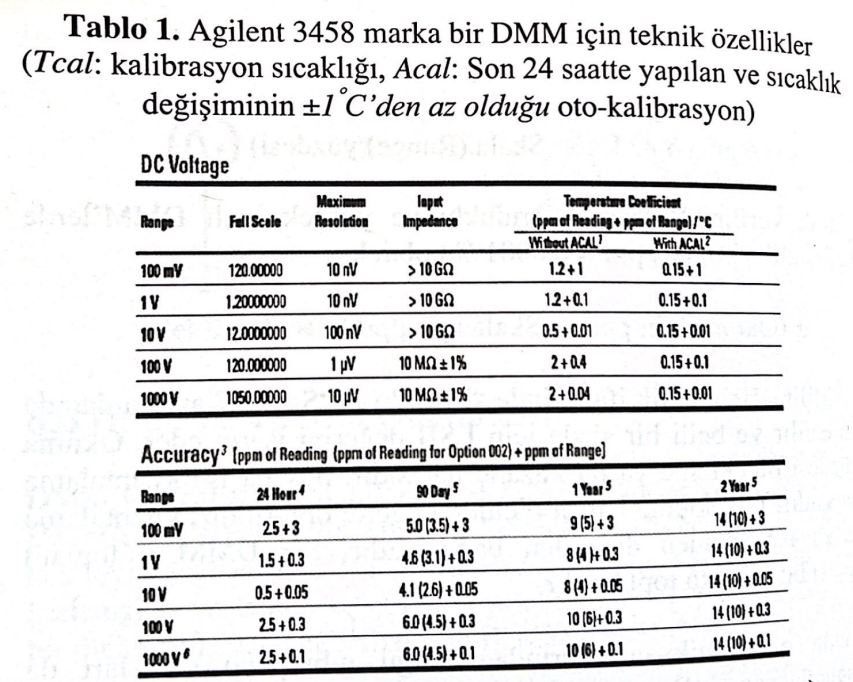 Tablo 1. Agilent 3458 marka bir DMM için teknik özellikler
(Tcal: kalibrasyon sıcaklığı, Acal: Son 24 saatte yapılan ve sıcaklık
değişiminin ±1°C'den az olduğu oto-kalibrasyon)
DC Voltage
Range Full Scale Maximum Resolution Input Impedance Temperature Coefficient (ppm of Reading + ppm of Range)/°C
Without ACAL¹ With ACAL²
100 mV 120.00000 10 nV > 10 GΩ 1.2+1 0.15+1
1 V 1.20000000 10 nV > 10 GΩ 1.2+0.1 0.15+0.1
10 V 12.0000000 100 nV > 10 GΩ 0.5+0.01 0.15+0.01
100 V 120.000000 1 µV 10 MΩ ± 1% 2+0.4 0.15+0.1
1000 V 1050.00000 10 µV 10 MΩ ± 1% 2+0.04 0.15+0.01
Accuracy³ [ppm of Reading (ppm of Reading for Option 002) + ppm of Range]
Range 24 Hour⁴ 90 Day⁵ 1 Year⁵ 2 Year⁵
100 mV 2.5+3 5.0 (3.5)+3 9 (5)+3 14 (10)+3
1 V 1.5+0.3 4.6 (3.1)+0.3 8 (4)+0.3 14 (10)+0.3
10 V 0.5+0.05 4.1 (2.6)+0.05 8 (4)+0.05 14 (10)+0.05
100 V 2.5+0.3 6.0 (4.5)+0.3 10 (6)+0.3 14 (10)+0.3
1000 V⁶ 2.5+0.1 6.0 (4.5)+0.1 10 (6)+0.1 14 (10)+0.1